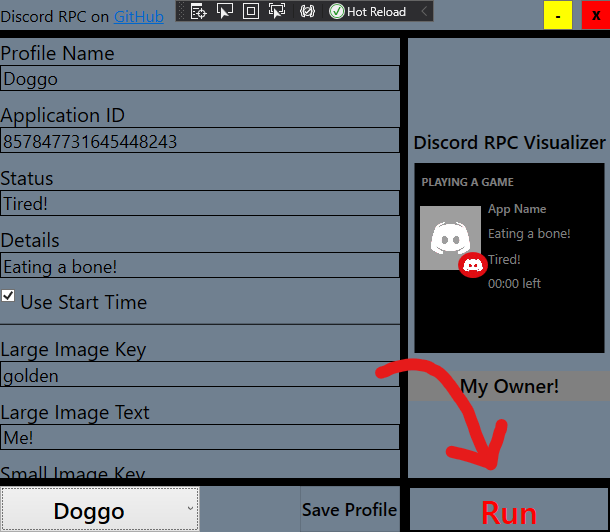 Discord RPC on GitHub
Hot Reload
-
x
Profile Name
Doggo
Application ID
857847731645448243
Status
Tired!
Details
Eating a bone!
Use Start Time
Large Image Key
golden
Large Image Text
Me!
Small Image Key
Doggo
Save Profile
Discord RPC Visualizer
PLAYING A GAME
App Name
Eating a bone!
Tired!
00:00 left
My Owner!
Run